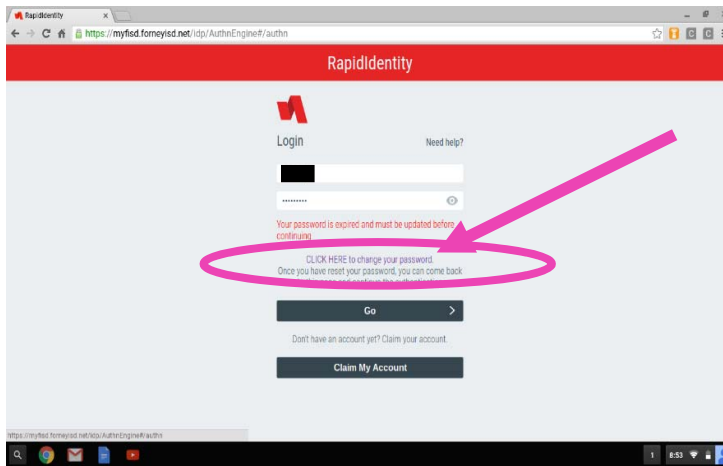 RapidIdentity
https://myfisd.forneyisd.net/idp/AuthnEngine#/authn
RapidIdentity
Login
Need help?
•••••••••
Your password is expired and must be updated before
continuing
CLICK HERE to change your password.
Once you have reset your password, you can come back
Go
Don't have an account yet? Claim your account.
Claim My Account
https://myfisd.forneyisd.net/idp/AuthnEngine#/authn
1 8:53